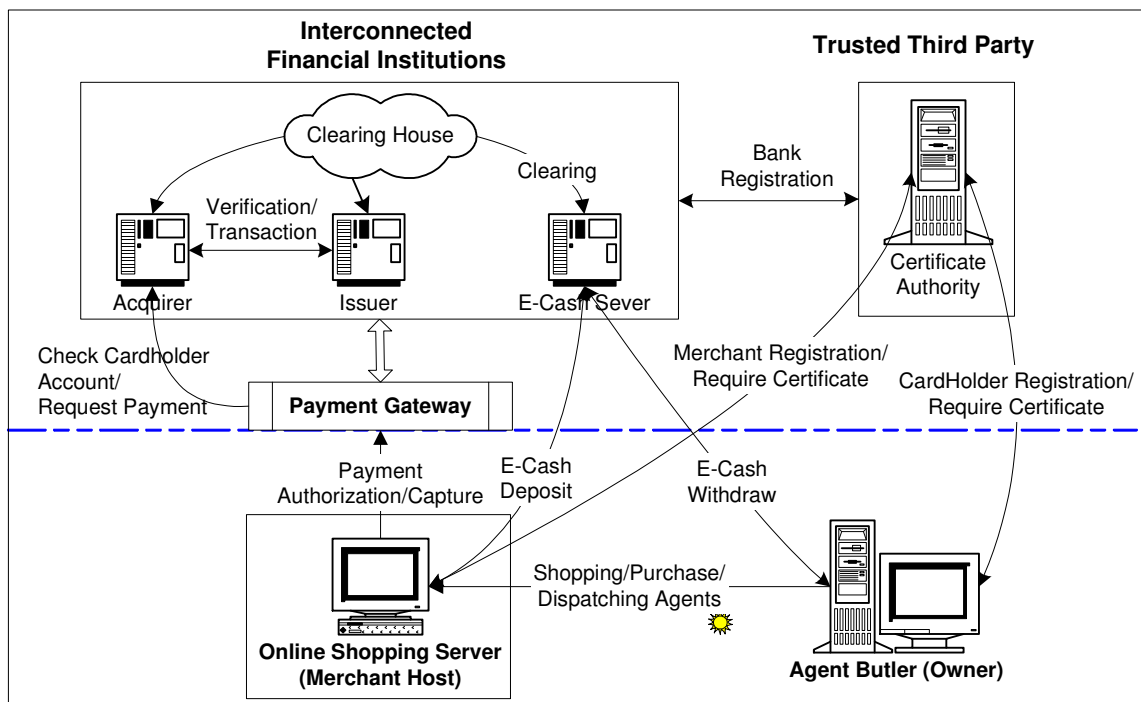 Interconnected
Financial Institutions
Trusted Third Party
Clearing House
Clearing
Bank
Registration
Verification/
Transaction
Acquirer
Issuer
E-Cash Sever
Certificate
Authority
Check Cardholder
Account/
Request Payment
Merchant Registration/
Require Certificate
CardHolder Registration/
Require Certificate
Payment Gateway
Payment
Authorization/Capture
E-Cash
Deposit
E-Cash
Withdraw
Shopping/Purchase/
Dispatching Agents
Online Shopping Server
(Merchant Host)
Agent Butler (Owner)